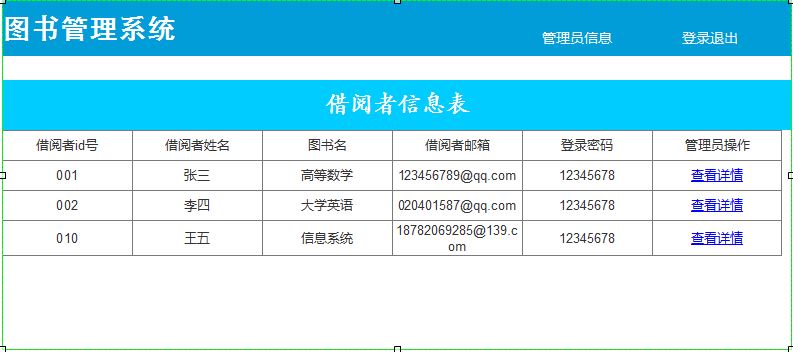 图书管理系统
管理员信息 登录退出
借阅者信息表
借阅者id号 借阅者姓名 图书名 借阅者邮箱 登录密码 管理员操作
001 张三 高等数学 123456789@qq.com 12345678 查看详情
002 李四 大学英语 020401587@qq.com 12345678 查看详情
010 王五 信息系统 18782069285@139.c
om 12345678 查看详情